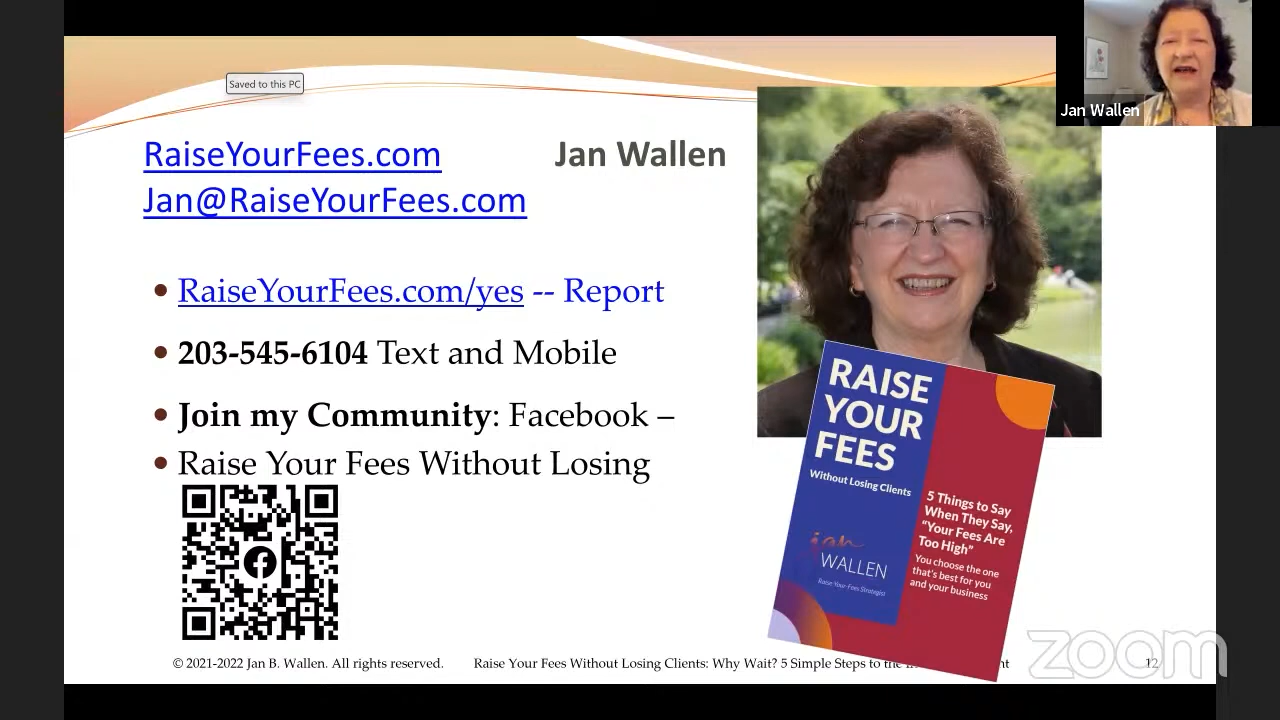 Saved to this PC
Jan Wallen
RaiseYourFees.com
Jan Wallen
Jan@RaiseYourFees.com
• RaiseYourFees.com/yes -- Report
• 203-545-6104 Text and Mobile
• Join my Community: Facebook –
• Raise Your Fees Without Losing
RAISE
YOUR
FEES
Without Losing Clients
5 Things to Say
When They Say,
"Your Fees Are
Too High"
You choose the one
that's best for you
and your business
jan
WALLEN
Raise Your Fees Strategist
© 2021-2022 Jan B. Wallen. All rights reserved.
Raise Your Fees Without Losing Clients: Why Wait? 5 Simple Steps to the
12
zoom